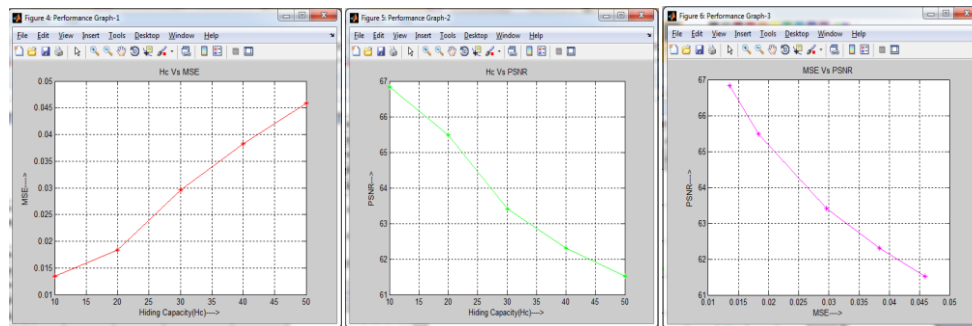 Figure 4: Performance Graph-1
File Edit View Insert Tools Desktop Window Help
Hc Vs MSE
0.05
0.045
0.04
0.035
0.03
0.025
0.02
0.015
0.01
MSE---->
10 15 20 25 30 35 40 45 50
Hiding Capacity(Hc)---->
Figure 5: Performance Graph-2
File Edit View Insert Tools Desktop Window Help
Hc Vs PSNR
67
66
65
64
63
62
61
PSNR---->
10 15 20 25 30 35 40 45 50
Hiding Capacity(Hc)---->
Figure 6: Performance Graph-3
File Edit View Insert Tools Desktop Window Help
MSE Vs PSNR
67
66
65
64
63
62
61
PSNR---->
0.01 0.015 0.02 0.025 0.03 0.035 0.04 0.045 0.05
MSE---->